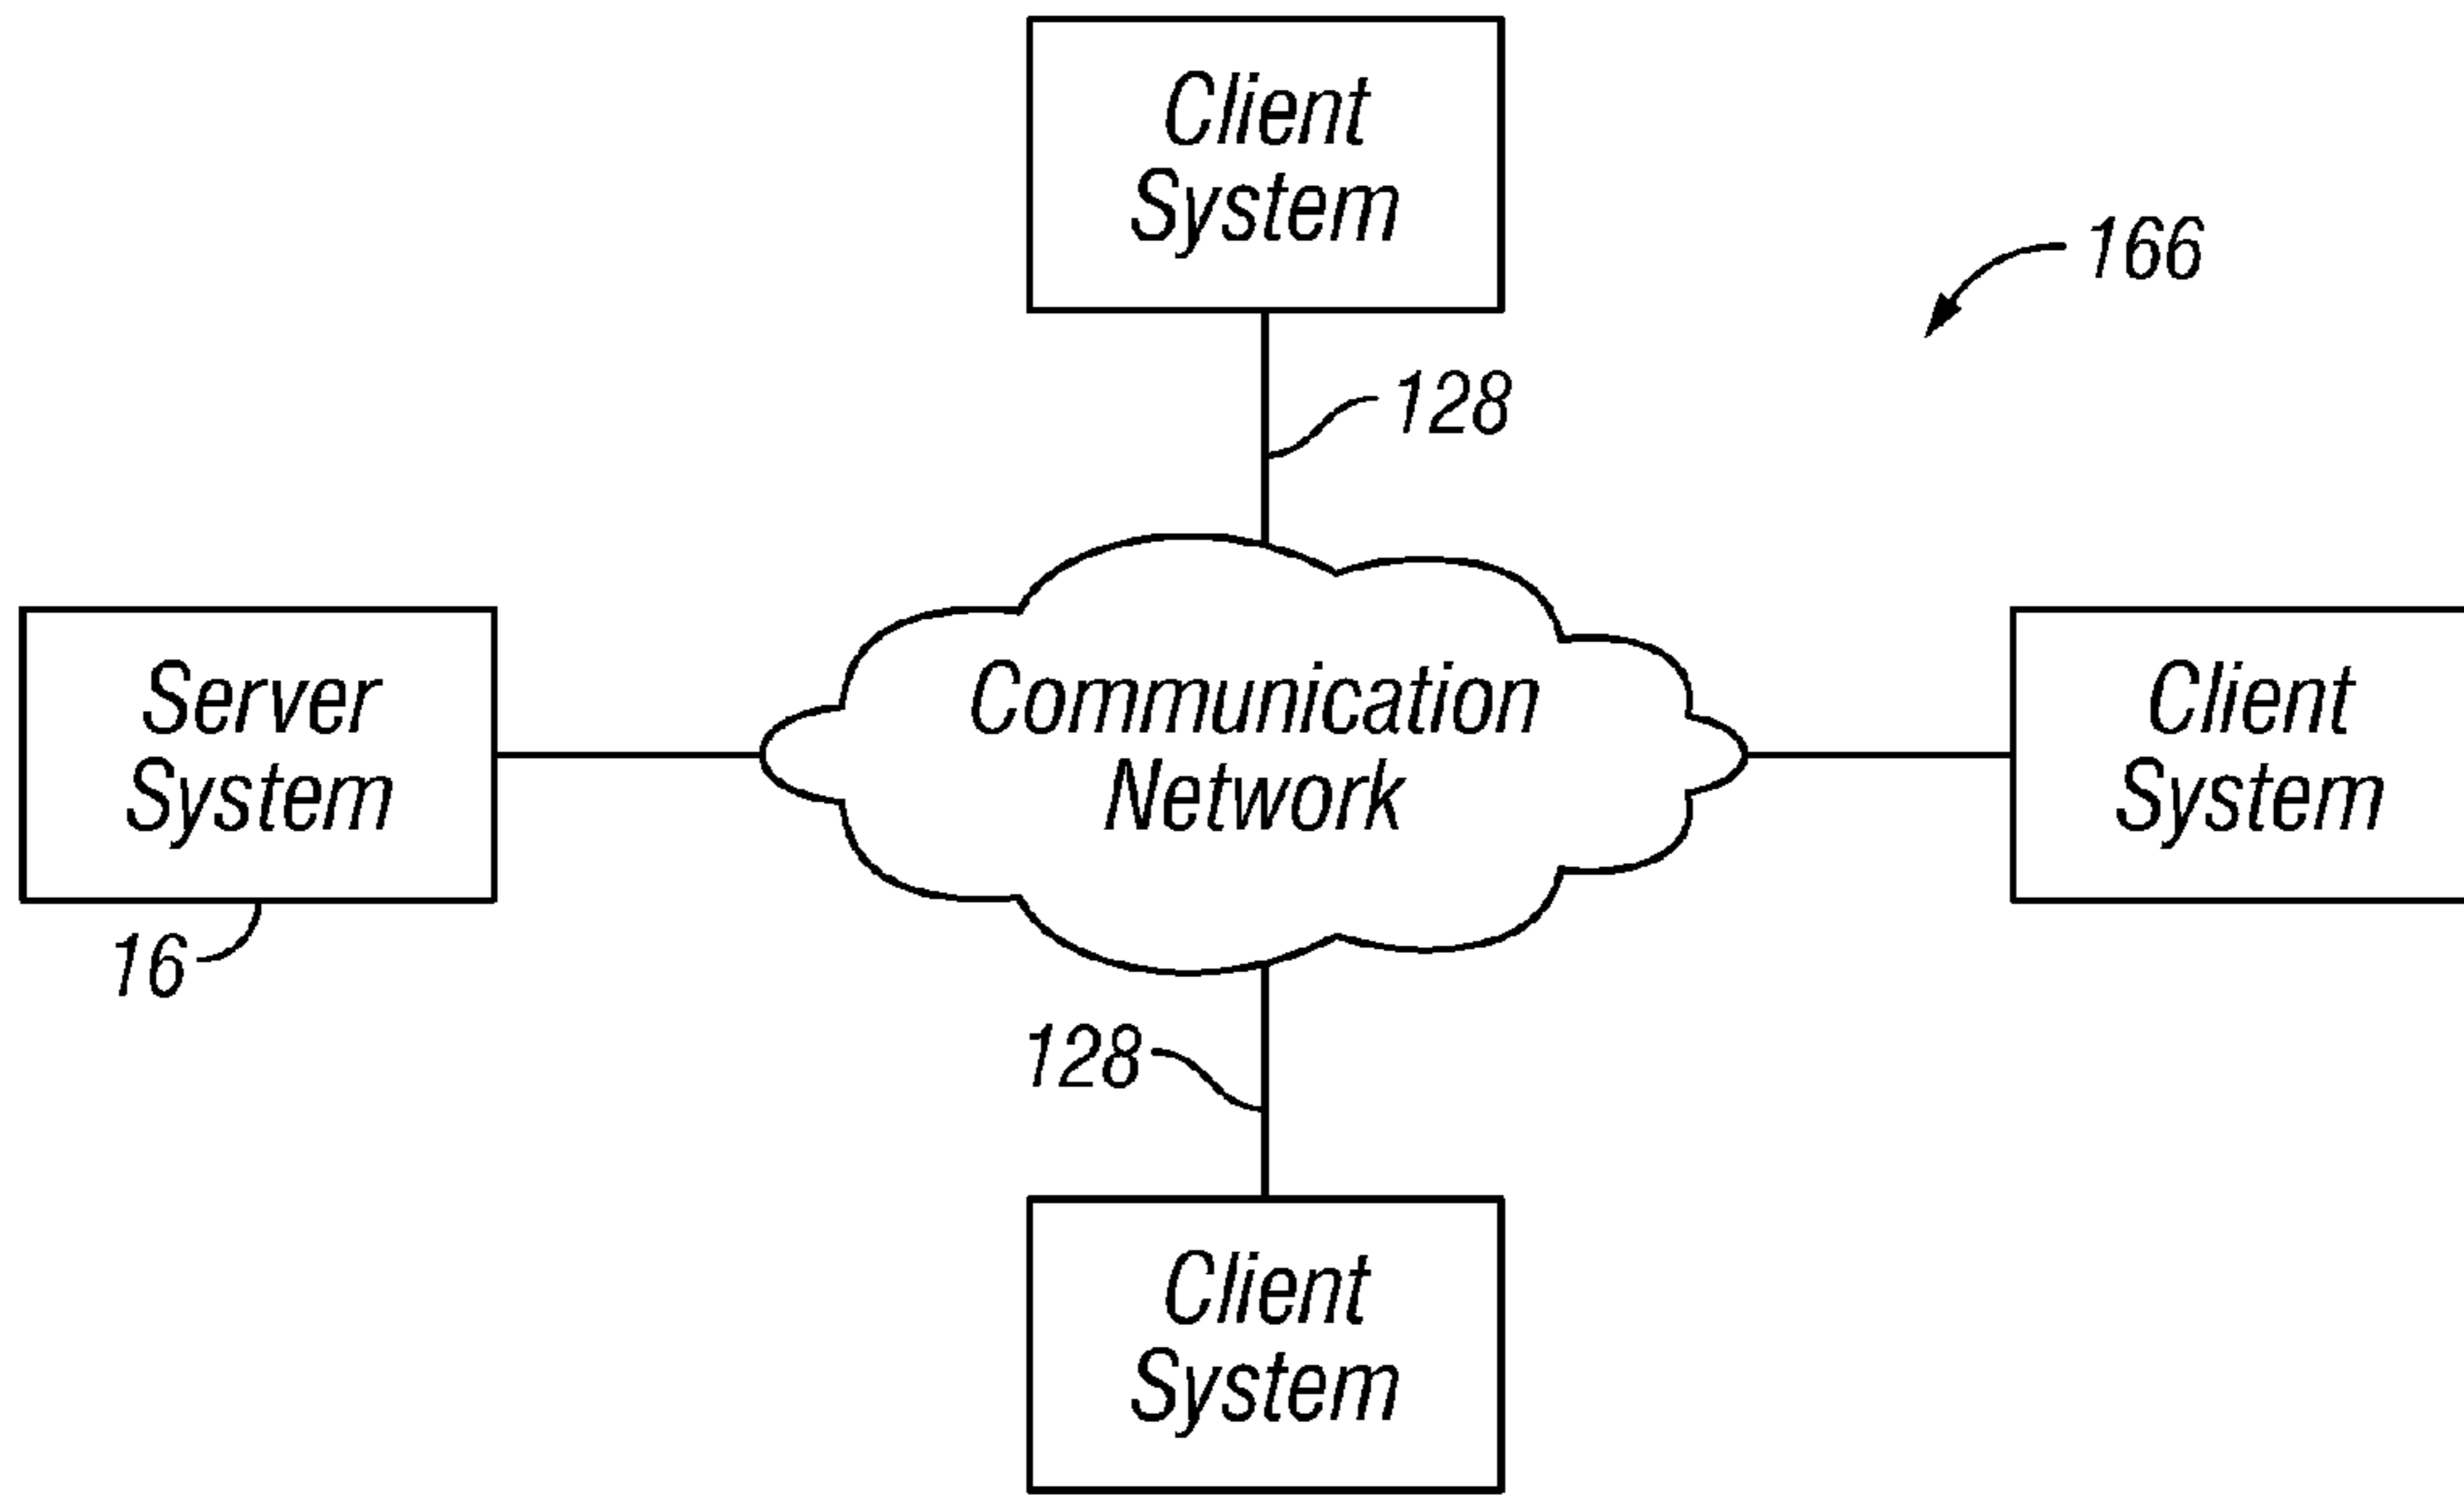 Client
System
166
128
Server
System
Communication
Network
Client
System
16
128
Client
System